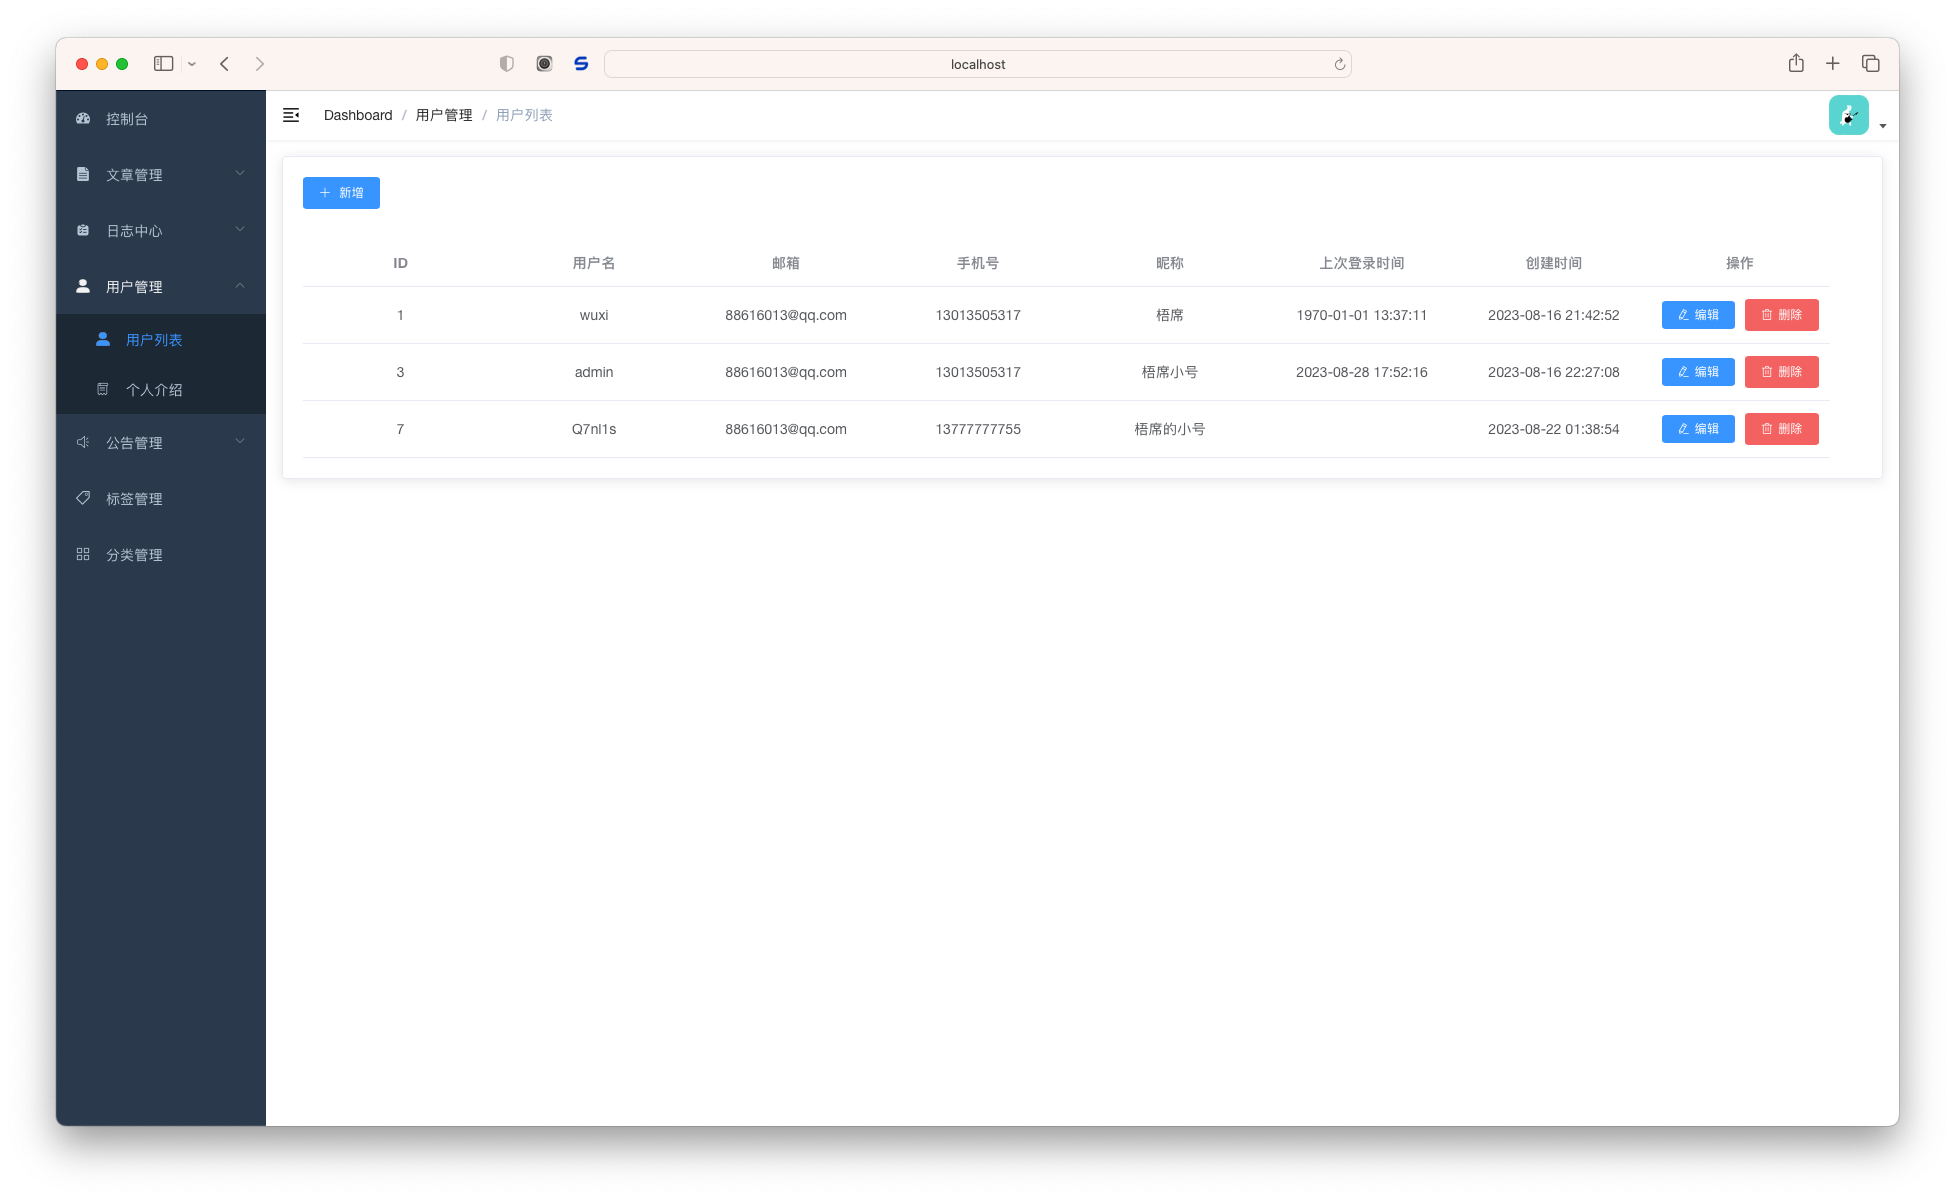 localhost
控制台
文章管理
日志中心
用户管理
用户列表
个人介绍
公告管理
标签管理
分类管理
Dashboard / 用户管理 / 用户列表
+ 新增
ID 用户名 邮箱 手机号 昵称 上次登录时间 创建时间 操作
1 wuxi 88616013@qq.com 13013505317 梧席 1970-01-01 13:37:11 2023-08-16 21:42:52 编辑 删除
3 admin 88616013@qq.com 13013505317 梧席小号 2023-08-28 17:52:16 2023-08-16 22:27:08 编辑 删除
7 Q7nl1s 88616013@qq.com 13777777755 梧席的小号 2023-08-22 01:38:54 编辑 删除